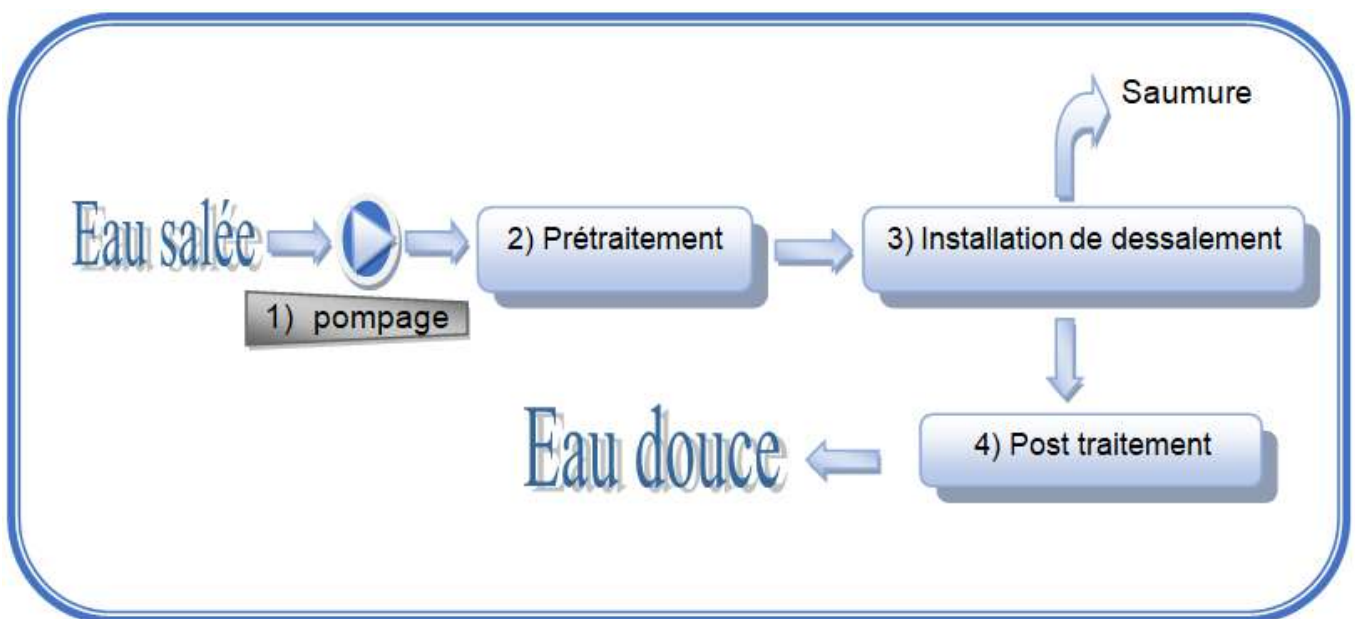 Saumure
Eau salée
2) Prétraitement
3) Installation de dessalement
1) pompage
4) Post traitement
Eau douce